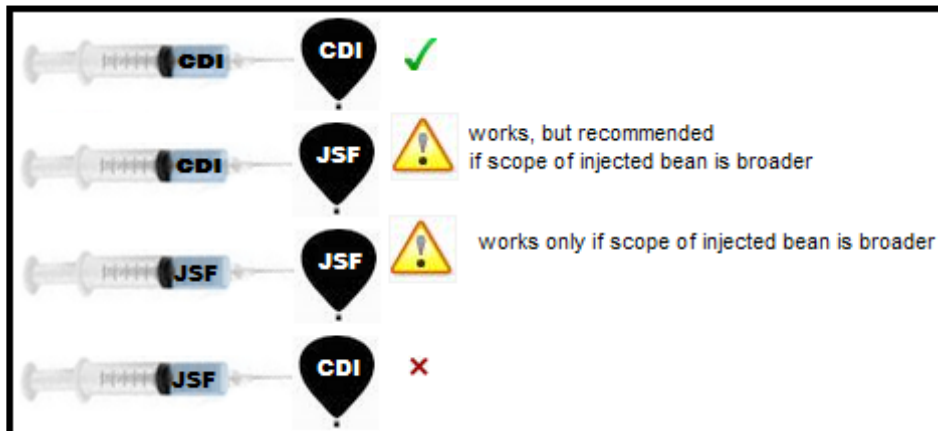 CDI CDI
CDI JSF works, but recommended
if scope of injected bean is broader
JSF JSF works only if scope of injected bean is broader
JSF CDI